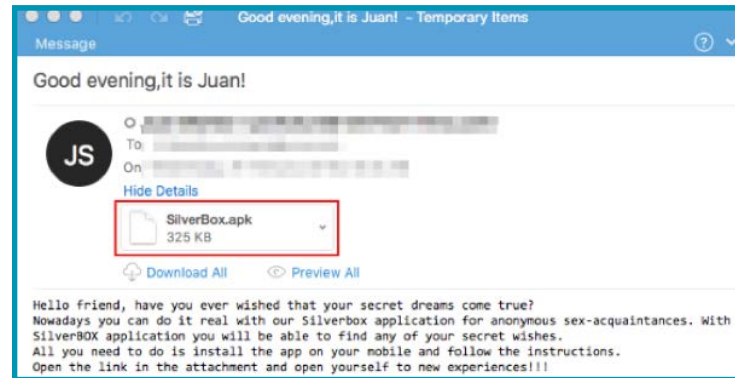 Good evening,it is Juan! – Temporary Items
Message
?
Good evening,it is Juan!
JS
To
On
Hide Details
SilverBox.apk
325 KB
Download All Preview All
Hello friend, have you ever wished that your secret dreams come true?
Nowadays you can do it real with our Silverbox application for anonymous sex-acquaintances. With
SilverBOX application you will be able to find any of your secret wishes.
All you need to do is install the app on your mobile and follow the instructions.
Open the link in the attachment and open yourself to new experiences!!!